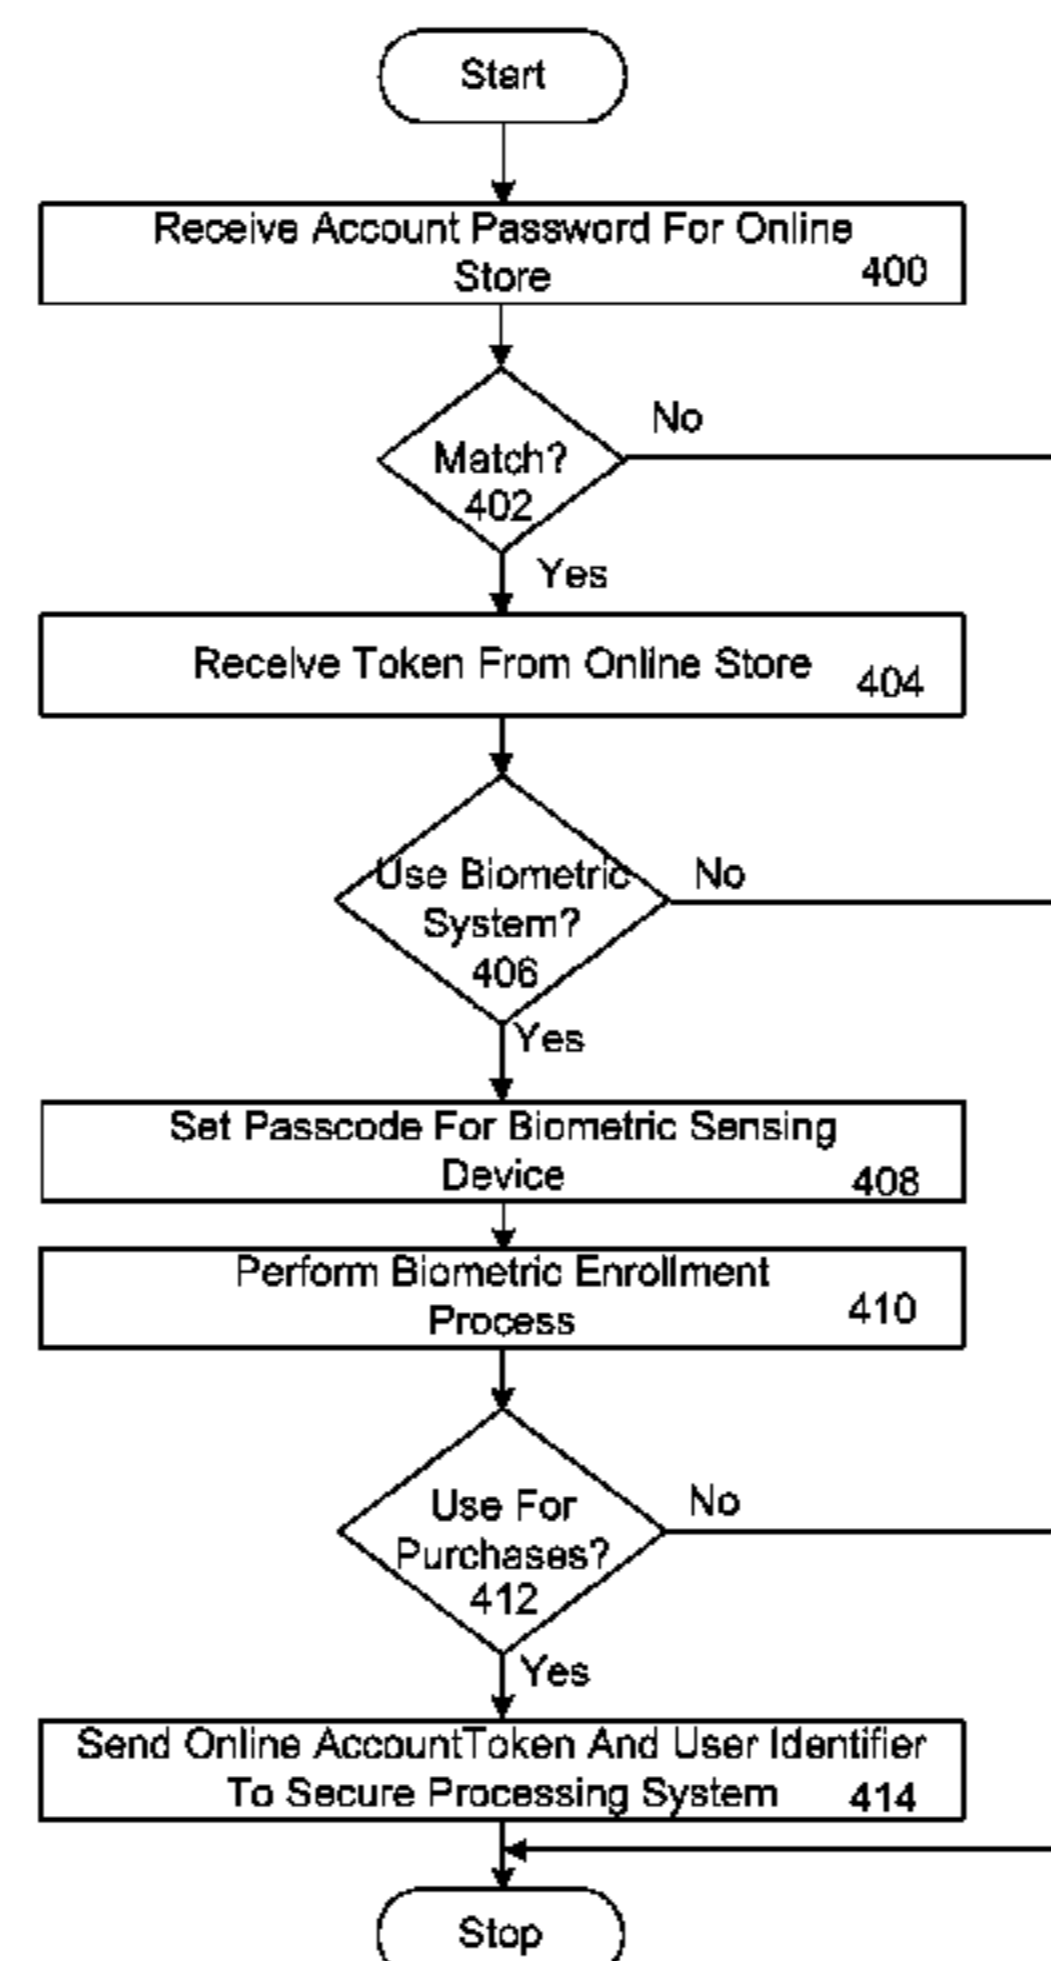 Start
Receive Account Password For Online
Store
400
Match?
402
No
Yes
Receive Token From Online Store
404
Use Biometric
System?
406
No
Yes
Set Passcode For Biometric Sensing
Device
408
Perform Biometric Enrollment
Process
410
Use For
Purchases?
412
No
Yes
Send Online AccountToken And User Identifier
To Secure Processing System
414
Stop